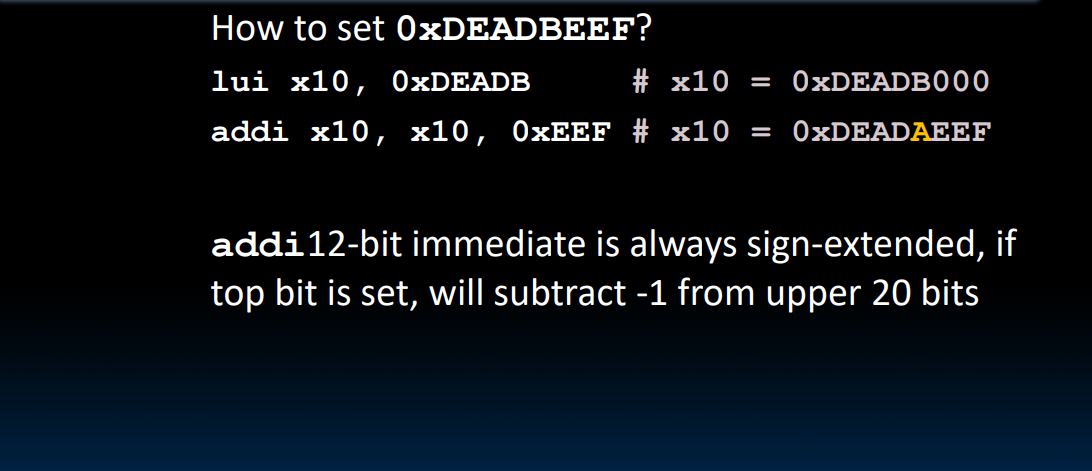 How to set 0xDEADBEEF?
lui x10, 0xDEADB # x10 = 0xDEADB000
addi x10, x10, 0xEEF # x10 = 0xDEADAEEF
addi 12-bit immediate is always sign-extended, if
top bit is set, will subtract -1 from upper 20 bits